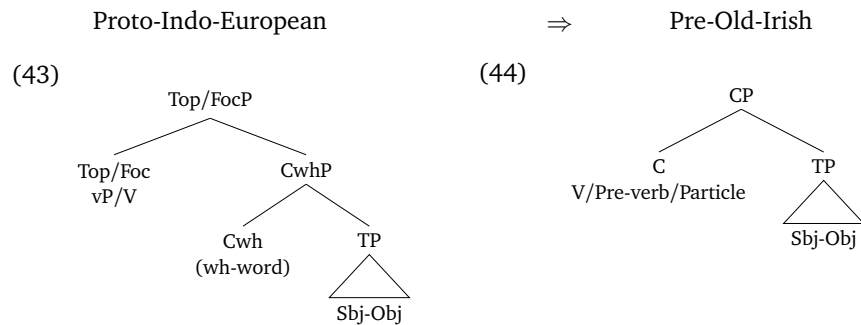 Proto-Indo-European ⇒ Pre-Old-Irish
(43) (44)
Top/FocP CP
Top/Foc CwhP C TP
vP/V V/Pre-verb/Particle
Cwh TP Sbj-Obj
(wh-word)
Sbj-Obj